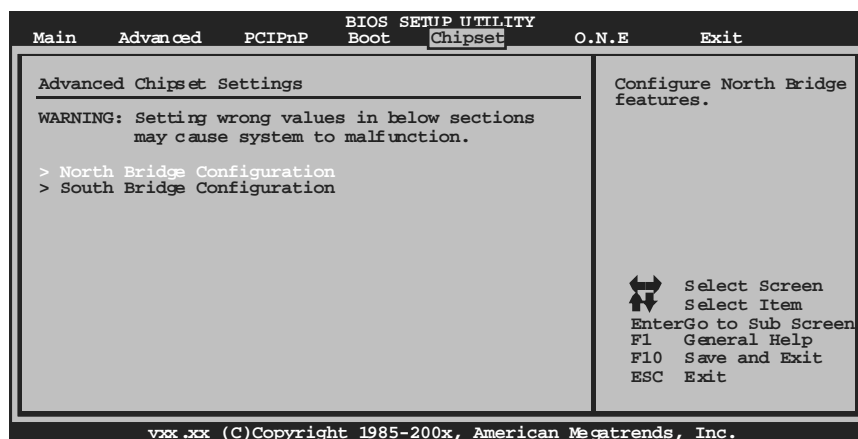 BIOS SETUP UTILITY
Main Advanced PCIPnP Boot Chipset O.N.E Exit
Advanced Chipset Settings
WARNING: Setting wrong values in below sections
may cause system to malfunction.
> North Bridge Configuration
> South Bridge Configuration
Configure North Bridge
features.
Select Screen
Select Item
EnterGo to Sub Screen
F1 General Help
F10 Save and Exit
ESC Exit
vxx.xx (C)Copyright 1985-200x, American Megatrends, Inc.